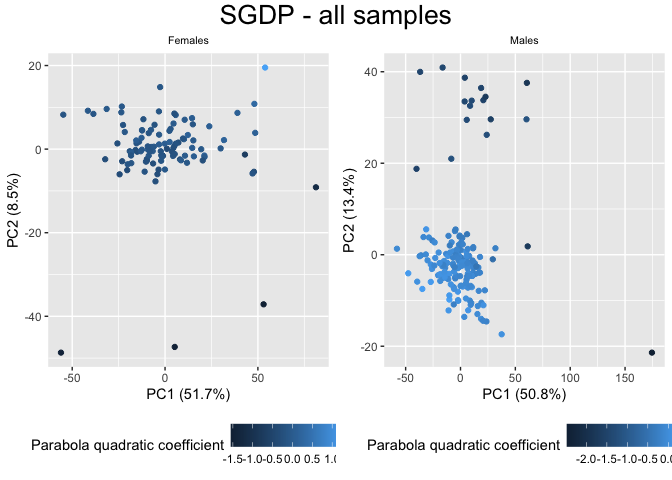 SGDP - all samples
Females
Males
20
0
-20
-40
PC2 (8.5%)
-50
0
50
PC1 (51.7%)
40
20
0
-20
PC2 (13.4%)
-50
0
50
100
150
PC1 (50.8%)
Parabola quadratic coefficient
-1.5-1.0-0.50.0 0.5 1.0
Parabola quadratic coefficient
-2.0-1.5-1.0-0.50.0